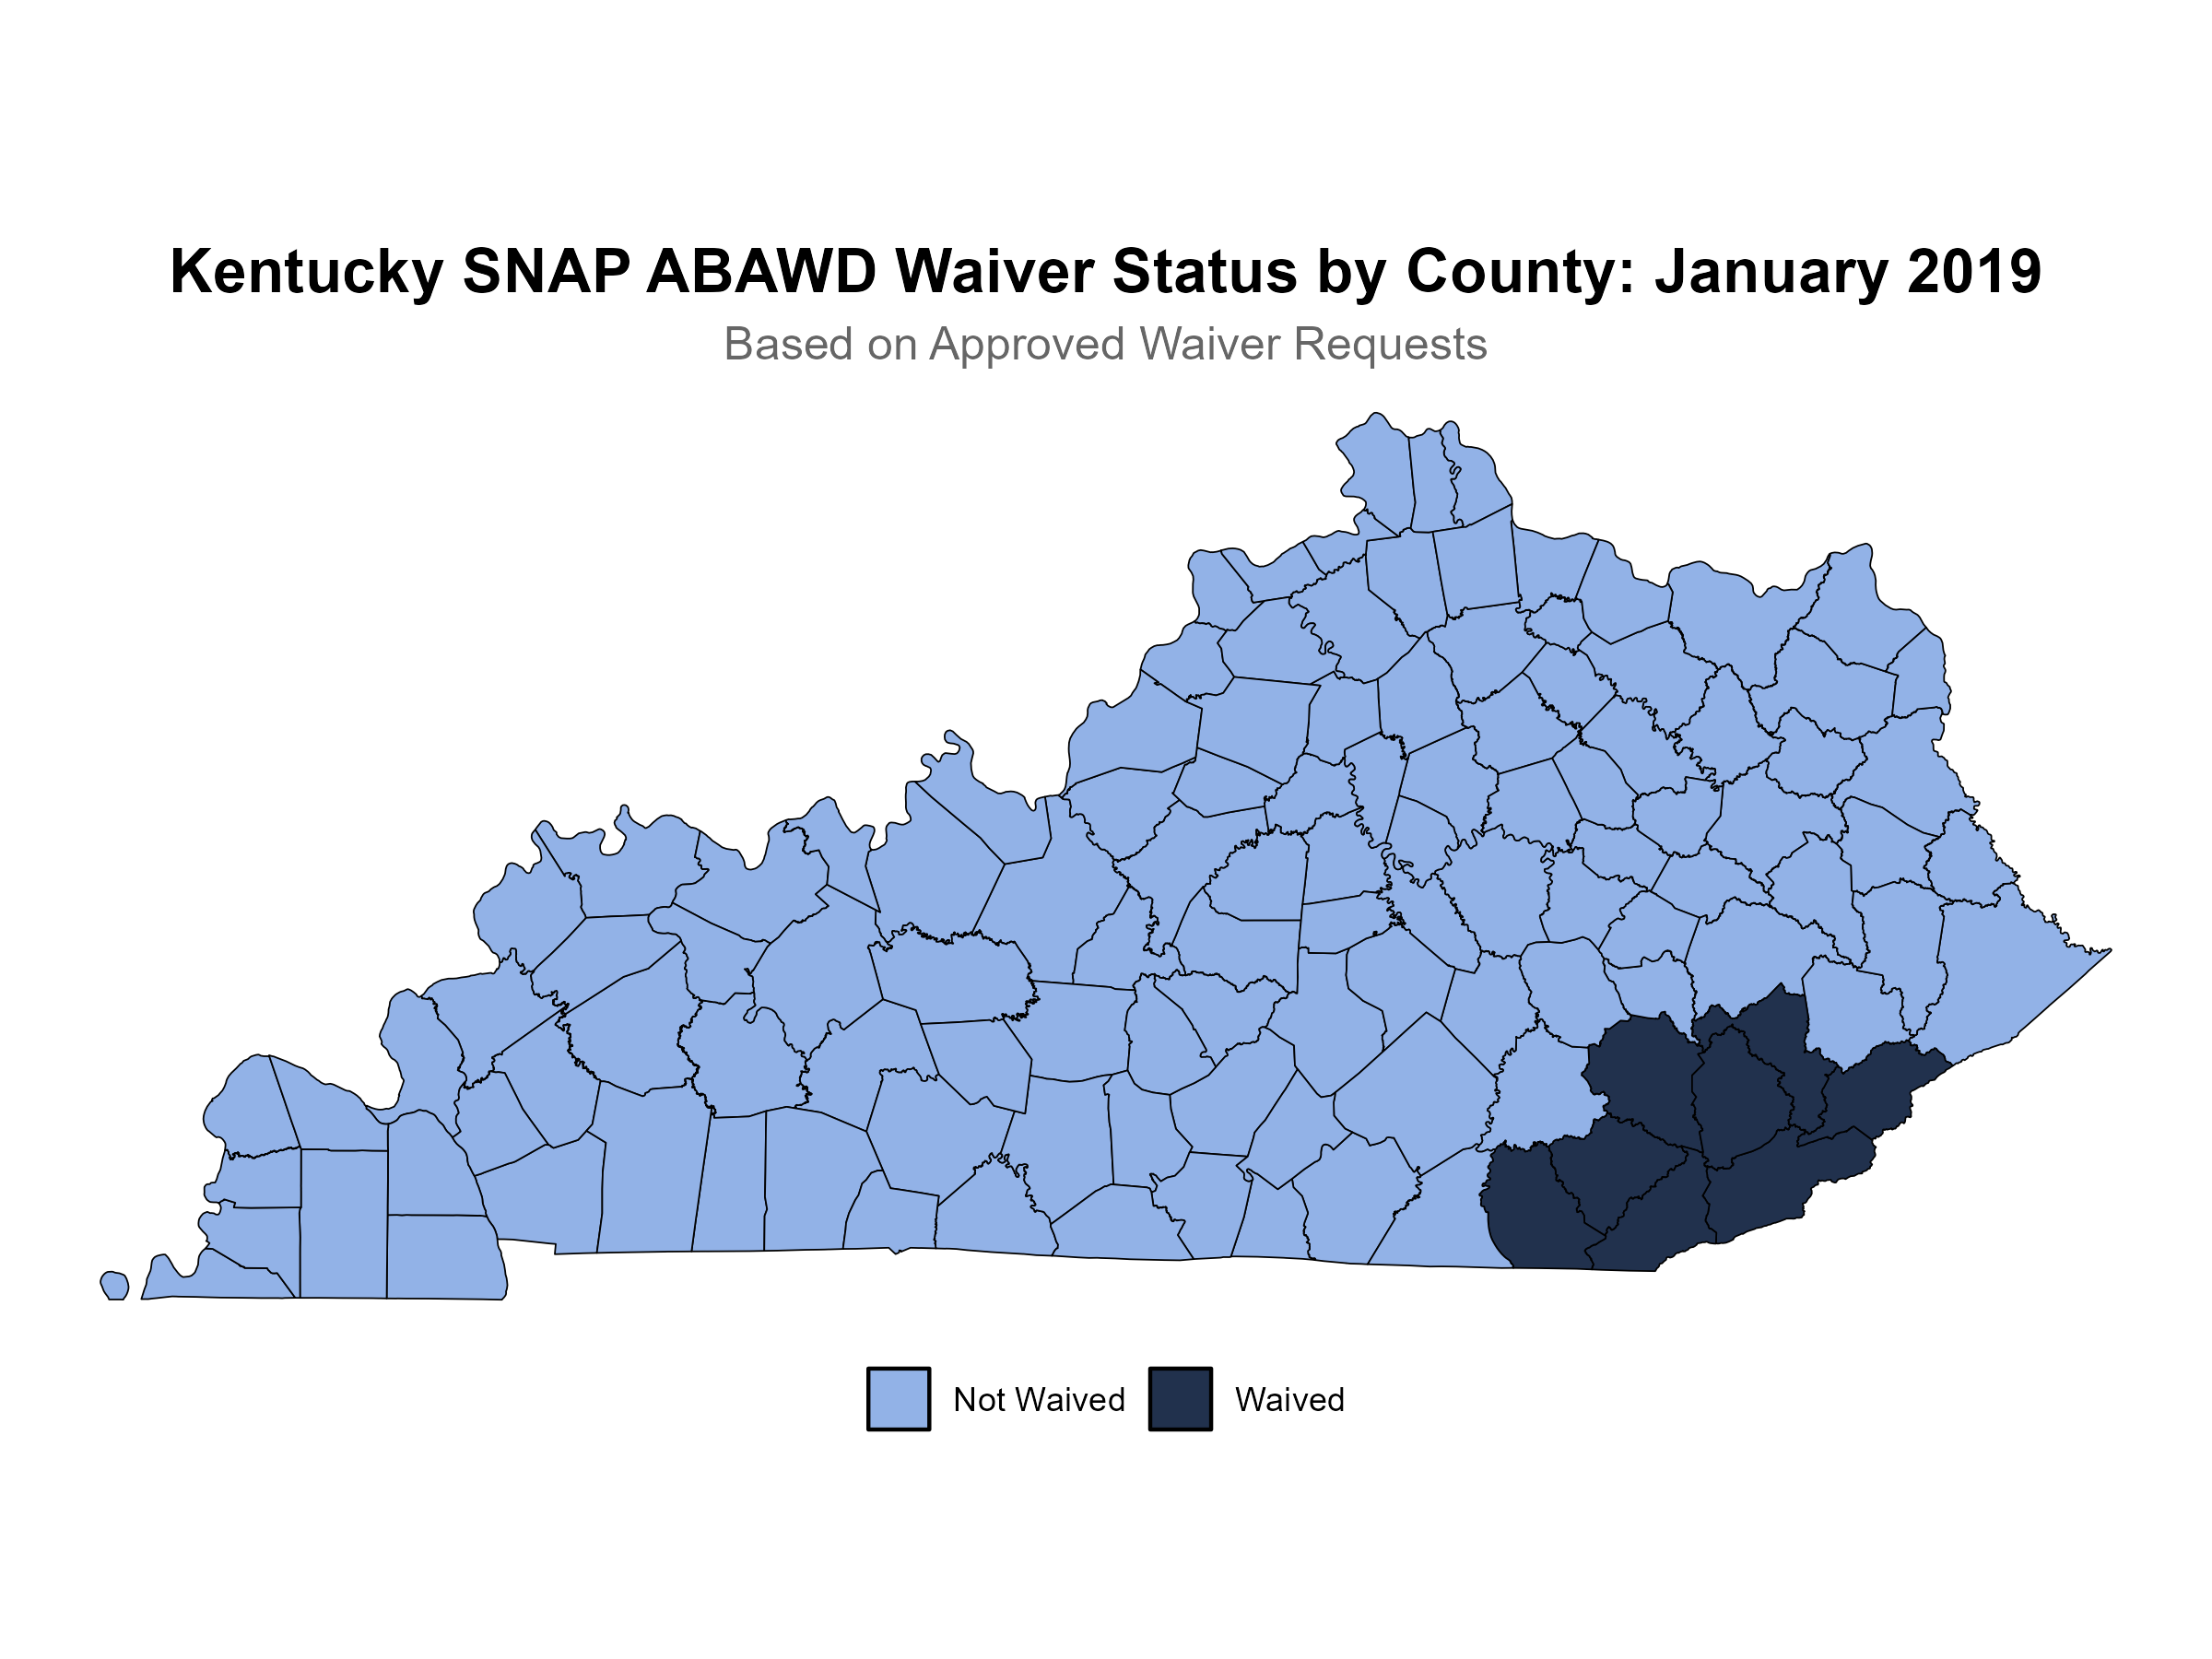 Kentucky SNAP ABAWD Waiver Status by County: January 2019
Based on Approved Waiver Requests
Not Waived
Waived